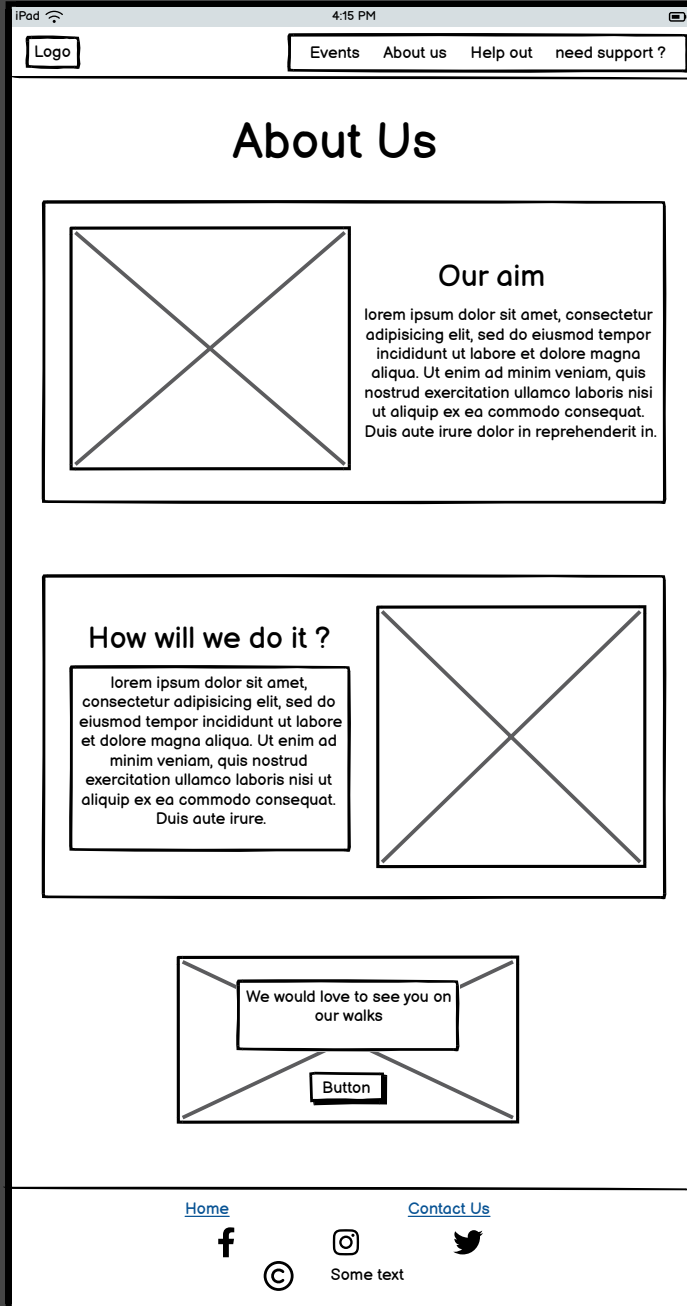 iPad 4:15 PM
Logo Events About us Help out need support ?
About Us
Our aim
lorem ipsum dolor sit amet, consectetur
adipisicing elit, sed do eiusmod tempor
incididunt ut labore et dolore magna
aliqua. Ut enim ad minim veniam, quis
nostrud exercitation ullamco laboris nisi
ut aliquip ex ea commodo consequat.
Duis aute irure dolor in reprehenderit in.
How will we do it ?
lorem ipsum dolor sit amet,
consectetur adipisicing elit, sed do
eiusmod tempor incididunt ut labore
et dolore magna aliqua. Ut enim ad
minim veniam, quis nostrud
exercitation ullamco laboris nisi ut
aliquip ex ea commodo consequat.
Duis aute irure.
We would love to see you on
our walks
Button
Home Contact Us
© Some text